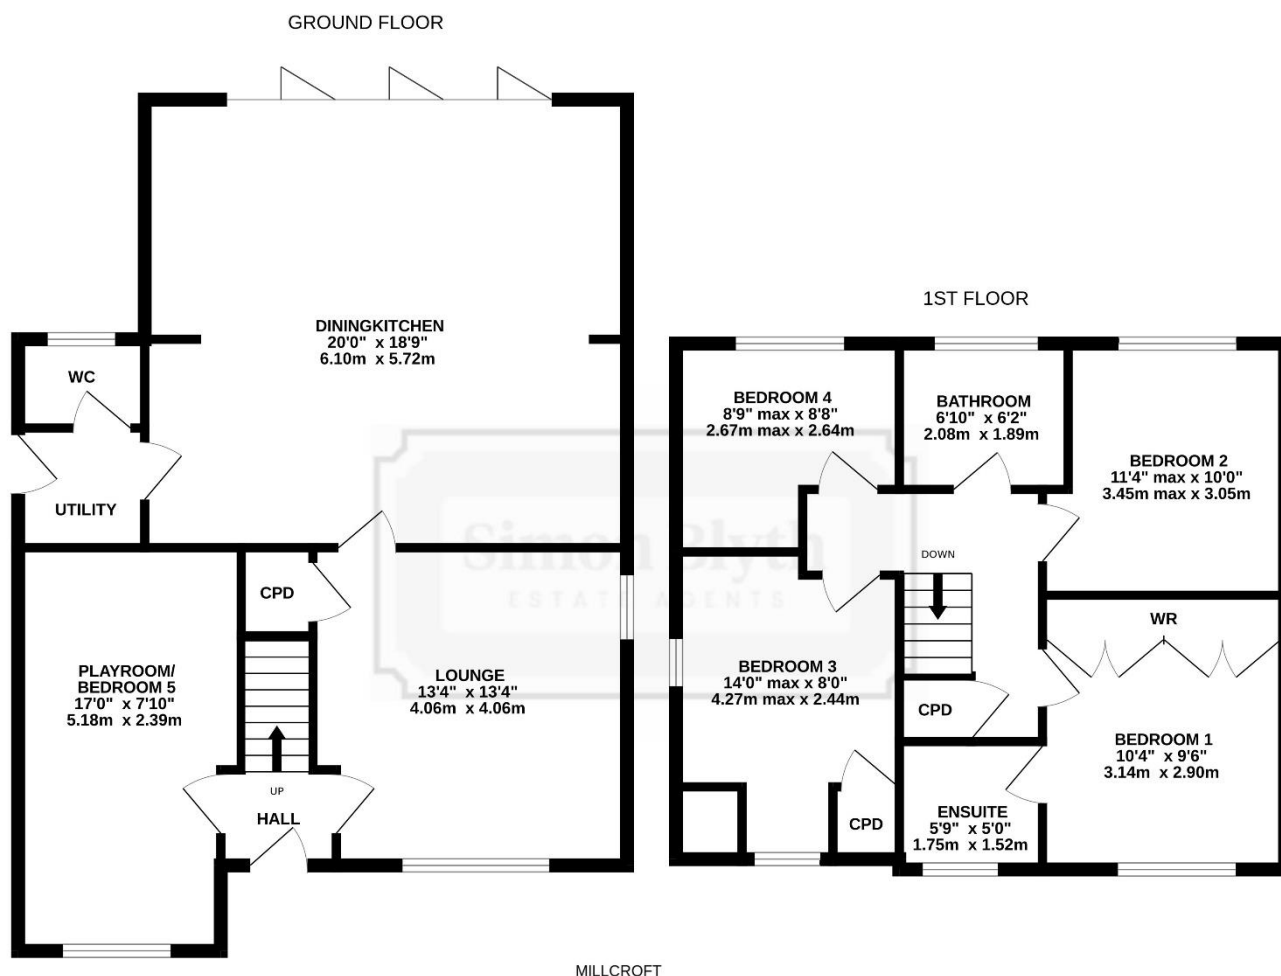 GROUND FLOOR
DININGKITCHEN
20'0" x 18'9"
6.10m x 5.72m
WC
UTILITY
CPD
PLAYROOM/
BEDROOM 5
17'0" x 7'10"
5.18m x 2.39m
LOUNGE
13'4" x 13'4"
4.06m x 4.06m
UP
HALL
1ST FLOOR
BEDROOM 4
8'9" max x 8'8"
2.67m max x 2.64m
BATHROOM
6'10" x 6'2"
2.08m x 1.89m
BEDROOM 2
11'4" max x 10'0"
3.45m max x 3.05m
DOWN
WR
BEDROOM 3
14'0" max x 8'0"
4.27m max x 2.44m
CPD
BEDROOM 1
10'4" x 9'6"
3.14m x 2.90m
ENSUITE
5'9" x 5'0"
1.75m x 1.52m
CPD
Simon Blyth
ESTATE AGENTS
MILLCROFT